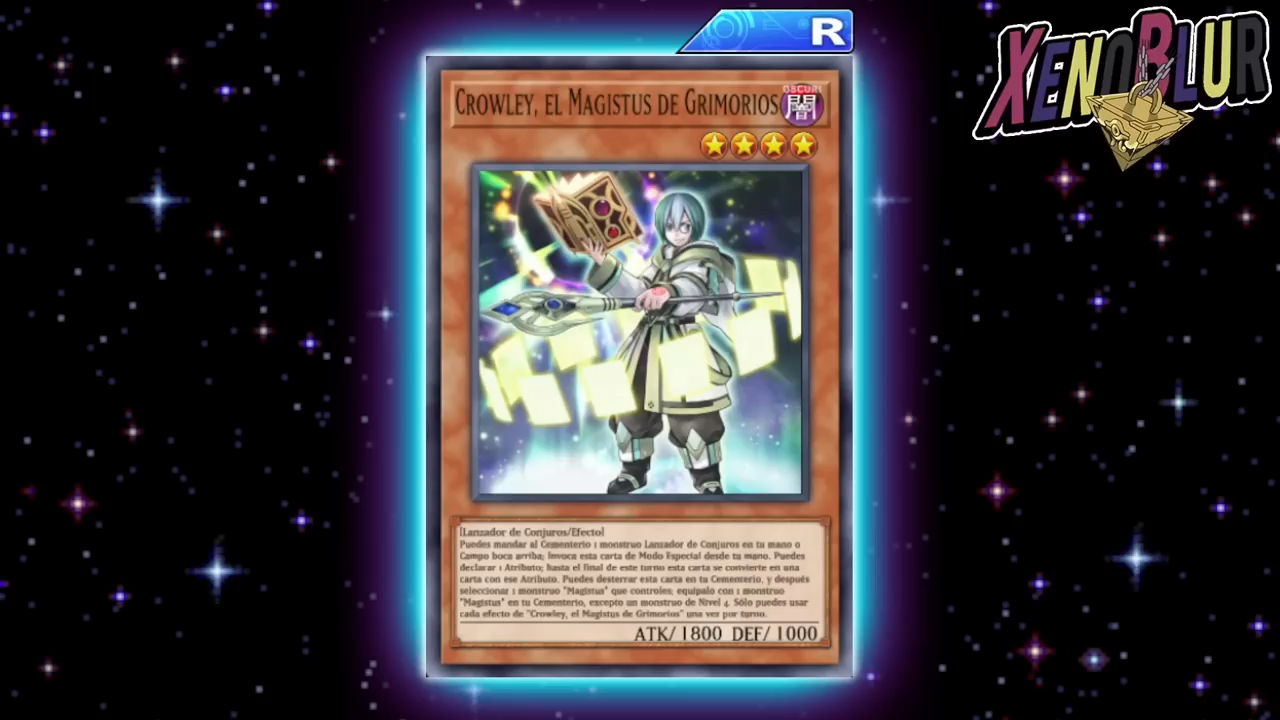 R
XENOBLUR
CROWLEY, EL MAGISTUS DE GRIMORIOS
OSCURI
闇
[Lanzador de Conjuros/Efecto]
Puedes mandar al Cementerio 1 monstruo Lanzador de Conjuros en tu mano o
Campo boca arriba; Invoca esta carta de Modo Especial desde tu mano. Puedes
declarar 1 Atributo; hasta el final de este turno esta carta se convierte en una
carta con ese Atributo. Puedes desterrar esta carta en tu Cementerio, y después
seleccionar 1 monstruo "Magistus" que controles; equípalo con 1 monstruo
"Magistus" en tu Cementerio, excepto un monstruo de Nivel 4. Sólo puedes usar
cada efecto de "Crowley, el Magistus de Grimorios" una vez por turno.
ATK/ 1800 DEF/ 1000